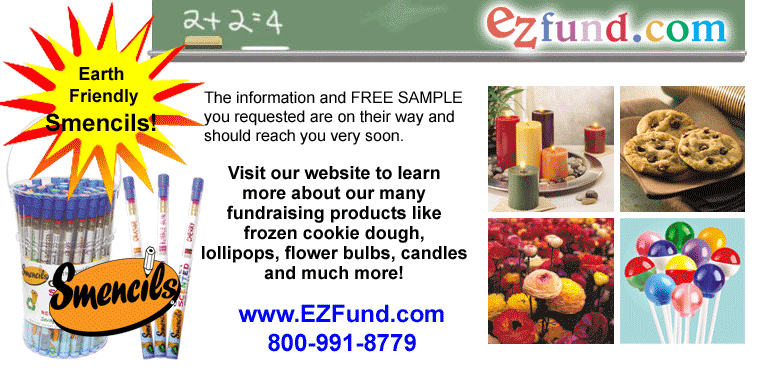 2 + 2 = 4
ezfund.com
Earth
Friendly
Smencils!
The information and FREE SAMPLE
you requested are on their way and
should reach you very soon.
Visit our website to learn
more about our many
fundraising products like
frozen cookie dough,
lollipops, flower bulbs, candles
and much more!
www.EZFund.com
800-991-8779
Smencils
SCENTED